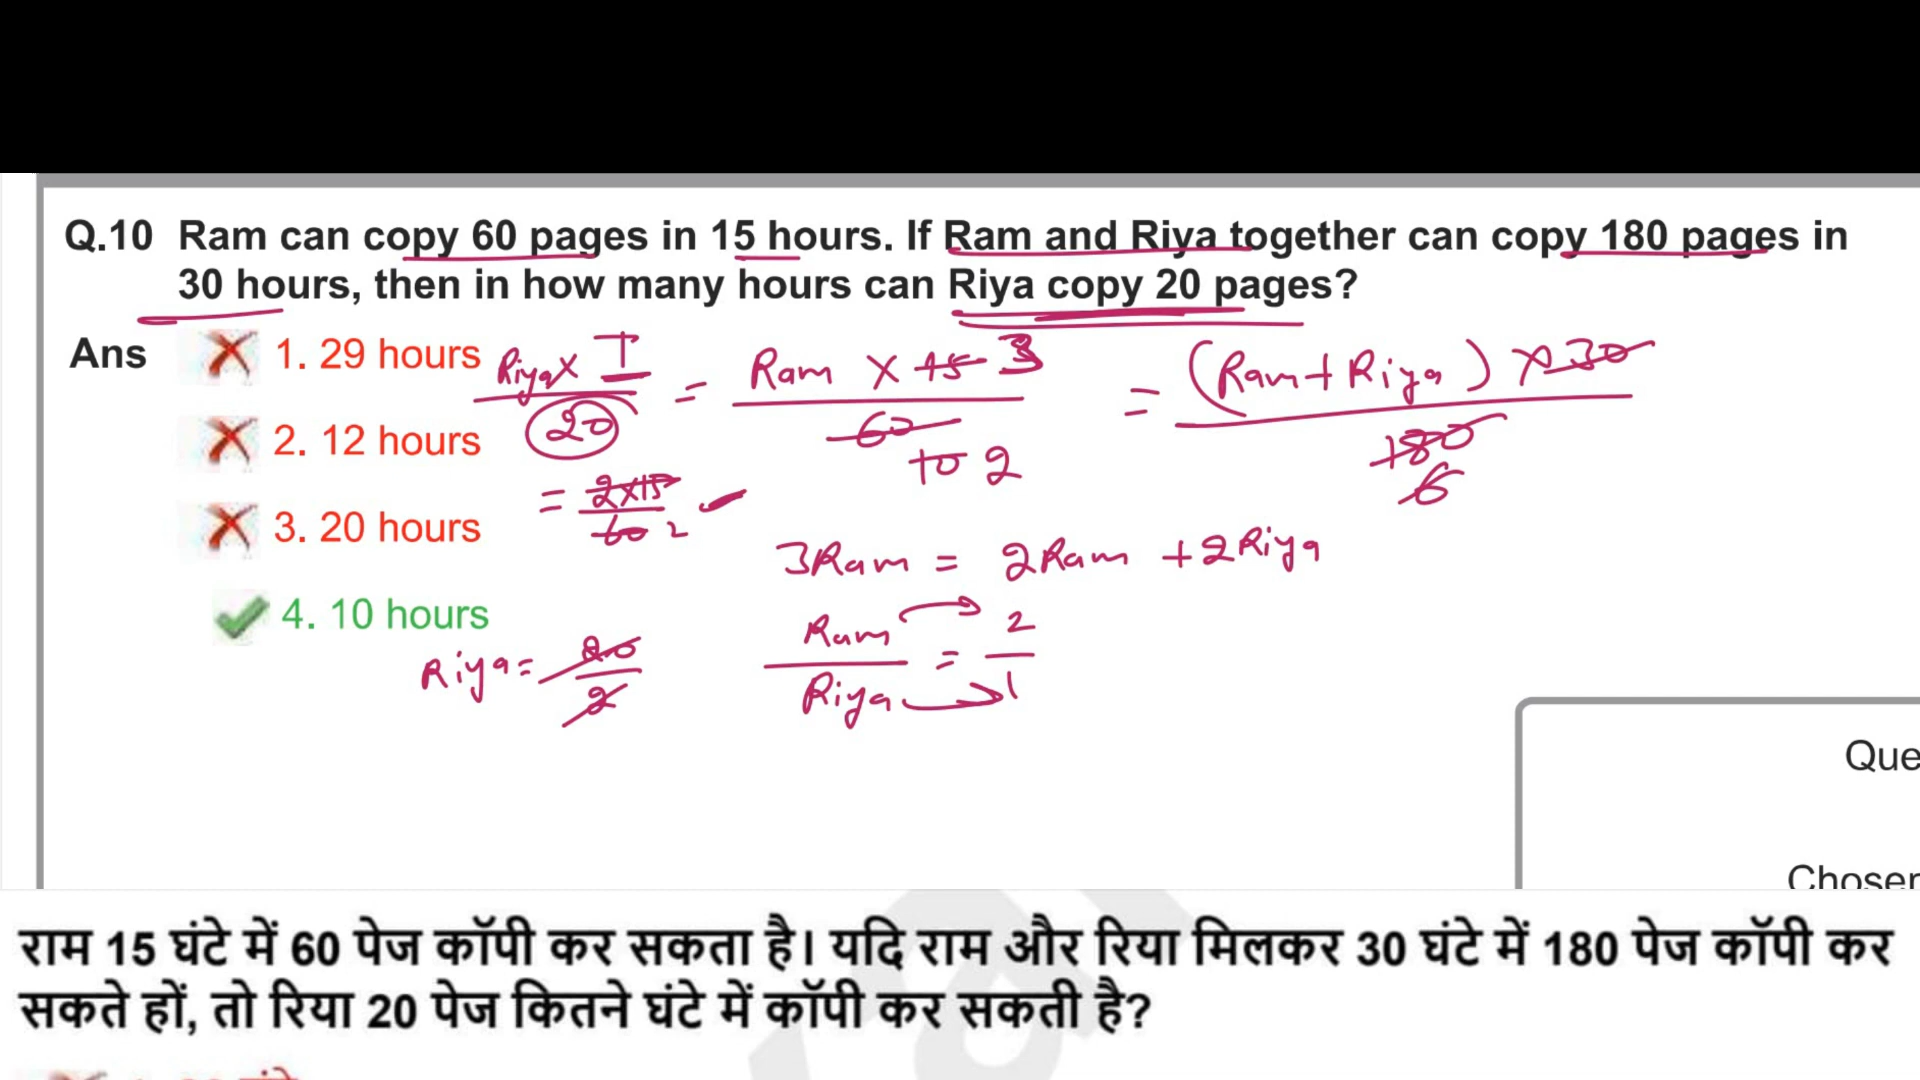 Q.10 Ram can copy 60 pages in 15 hours. If Ram and Riya together can copy 180 pages in
30 hours, then in how many hours can Riya copy 20 pages?
Ans 1. 29 hours
2. 12 hours
3. 20 hours
4. 10 hours
Riya × T / 20 = Ram × 15 3 / 60 10 2 = (Ram + Riya) × 30 / 180 6
= 2×15 / 60 2
3Ram = 2Ram + 2Riya
Ram / Riya = 2 / 1
Riya = 20 / 2
Que
Chosen
राम 15 घंटे में 60 पेज कॉपी कर सकता है। यदि राम और रिया मिलकर 30 घंटे में 180 पेज कॉपी कर
सकते हों, तो रिया 20 पेज कितने घंटे में कॉपी कर सकती है?